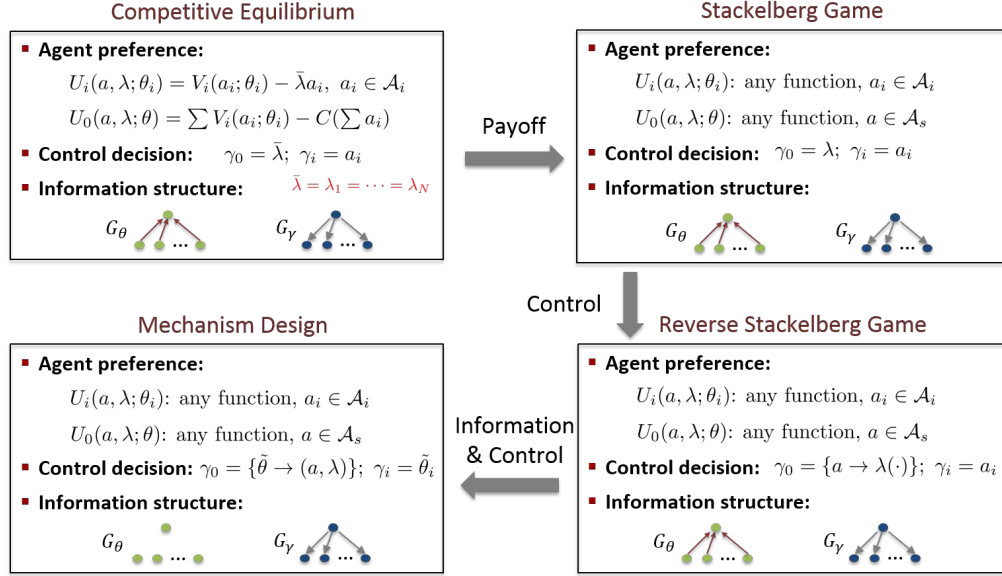 Competitive Equilibrium
▪ Agent preference:
U_i(a, λ; θ_i) = V_i(a_i; θ_i) − λ̄a_i, a_i ∈ 𝒜_i
U_0(a, λ; θ) = ∑ V_i(a_i; θ_i) − C(∑ a_i)
▪ Control decision: γ_0 = λ̄; γ_i = a_i
▪ Information structure: λ̄ = λ_1 = ⋯ = λ_N
G_θ ... G_γ ...
Payoff
Stackelberg Game
▪ Agent preference:
U_i(a, λ; θ_i): any function, a_i ∈ 𝒜_i
U_0(a, λ; θ): any function, a ∈ 𝒜_s
▪ Control decision: γ_0 = λ; γ_i = a_i
▪ Information structure:
G_θ ... G_γ ...
Control
Mechanism Design
▪ Agent preference:
U_i(a, λ; θ_i): any function, a_i ∈ 𝒜_i
U_0(a, λ; θ): any function, a ∈ 𝒜_s
▪ Control decision: γ_0 = {θ̃ → (a, λ)}; γ_i = θ̃_i
▪ Information structure:
G_θ ... G_γ ...
Information
& Control
Reverse Stackelberg Game
▪ Agent preference:
U_i(a, λ; θ_i): any function, a_i ∈ 𝒜_i
U_0(a, λ; θ): any function, a ∈ 𝒜_s
▪ Control decision: γ_0 = {a → λ(·)}; γ_i = a_i
▪ Information structure:
G_θ ... G_γ ...